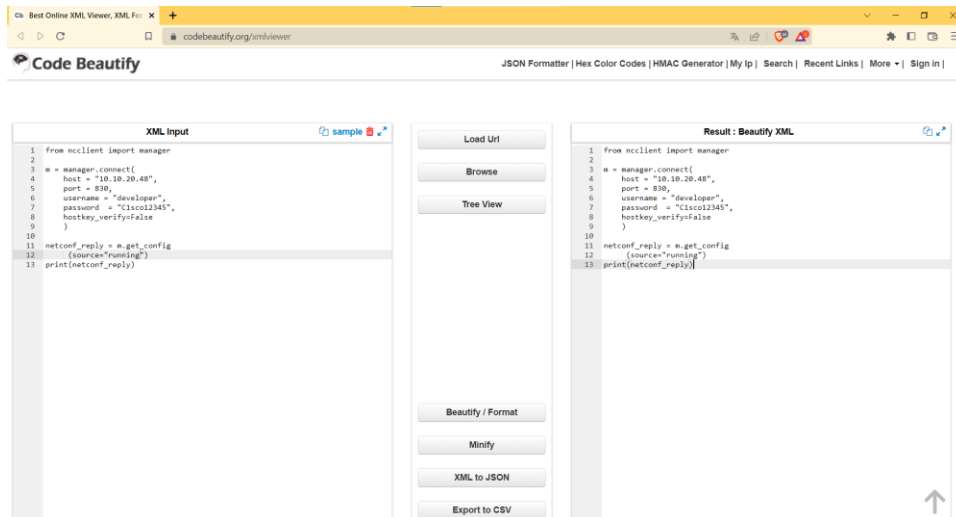 Cb Best Online XML Viewer, XML For
codebeautify.org/xmlviewer
Code Beautify
JSON Formatter | Hex Color Codes | HMAC Generator | My Ip | Search | Recent Links | More | Sign in |
XML Input
sample
1 from ncclient import manager
2
3 m = manager.connect(
4 host = "10.10.20.48",
5 port = 830,
6 username = "developer",
7 password = "C1sco12345",
8 hostkey_verify=False
9 )
10
11 netconf_reply = m.get_config
12 (source="running")
13 print(netconf_reply)
Load Url
Browse
Tree View
Beautify / Format
Minify
XML to JSON
Export to CSV
Result : Beautify XML
1 from ncclient import manager
2
3 m = manager.connect(
4 host = "10.10.20.48",
5 port = 830,
6 username = "developer",
7 password = "C1sco12345",
8 hostkey_verify=False
9 )
10
11 netconf_reply = m.get_config
12 (source="running")
13 print(netconf_reply)